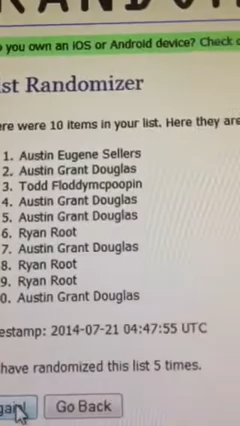 RANDOM
o you own an iOS or Android device? Check o
st Randomizer
ere were 10 items in your list. Here they are
1. Austin Eugene Sellers
2. Austin Grant Douglas
3. Todd Floddymcpoopin
4. Austin Grant Douglas
5. Austin Grant Douglas
6. Ryan Root
7. Austin Grant Douglas
8. Ryan Root
9. Ryan Root
0. Austin Grant Douglas
estamp: 2014-07-21 04:47:55 UTC
have randomized this list 5 times.
gain!
Go Back